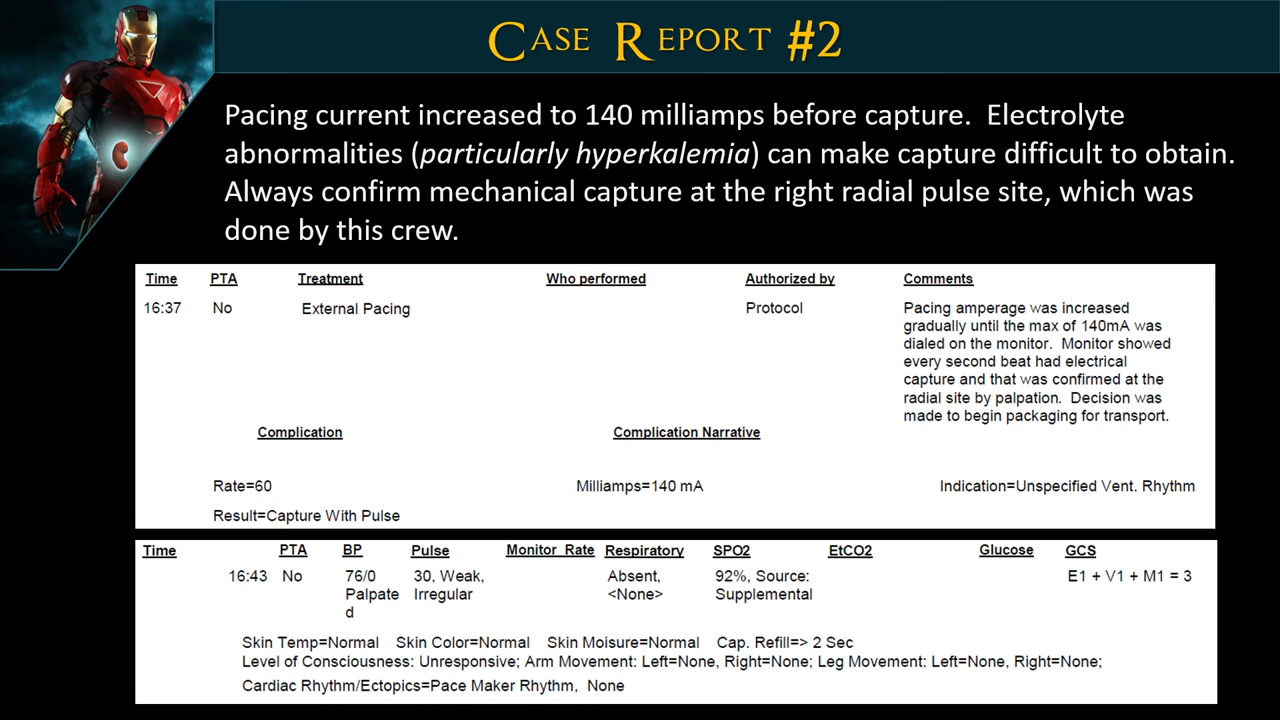 CASE REPORT #2
Pacing current increased to 140 milliamps before capture.  Electrolyte
abnormalities (particularly hyperkalemia) can make capture difficult to obtain.
Always confirm mechanical capture at the right radial pulse site, which was
done by this crew.
Time PTA Treatment Who performed Authorized by Comments
16:37 No External Pacing Protocol Pacing amperage was increased
gradually until the max of 140mA was
dialed on the monitor.  Monitor showed
every second beat had electrical
capture and that was confirmed at the
radial site by palpation.  Decision was
made to begin packaging for transport.
Complication Complication Narrative
Rate=60 Milliamps=140 mA Indication=Unspecified Vent. Rhythm
Result=Capture With Pulse
Time PTA BP Pulse Monitor Rate Respiratory SPO2 EtCO2 Glucose GCS
16:43 No 76/0 30, Weak, Absent, 92%, Source: E1 + V1 + M1 = 3
Palpate Irregular <None> Supplemental
d
Skin Temp=Normal Skin Color=Normal Skin Moisure=Normal Cap. Refill=> 2 Sec
Level of Consciousness: Unresponsive; Arm Movement: Left=None, Right=None; Leg Movement: Left=None, Right=None;
Cardiac Rhythm/Ectopics=Pace Maker Rhythm,  None